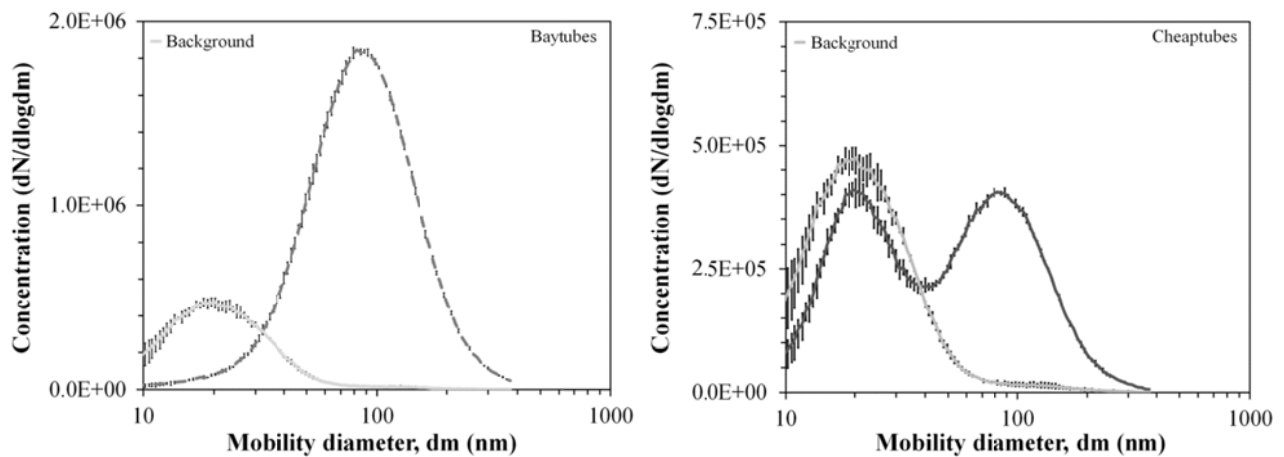 2.0E+06
Background
Baytubes
1.0E+06
0.0E+00
10
100
1000
Concentration (dN/dlogdm)
Mobility diameter, dm (nm)
7.5E+05
Background
Cheaptubes
5.0E+05
2.5E+05
0.0E+00
10
100
1000
Concentration (dN/dlogdm)
Mobility diameter, dm (nm)